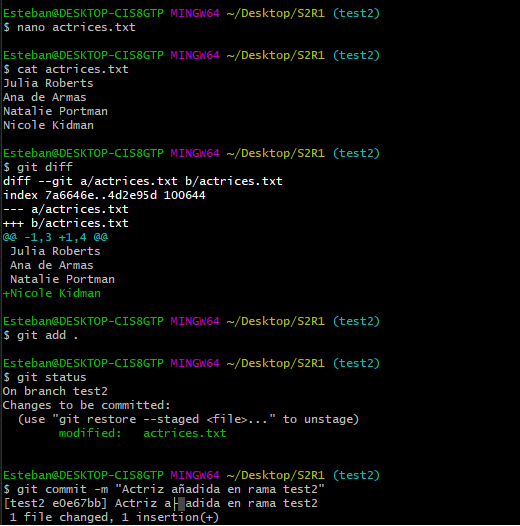 Esteban@DESKTOP-CIS8GTP MINGW64 ~/Desktop/S2R1 (test2)
$ nano actrices.txt
Esteban@DESKTOP-CIS8GTP MINGW64 ~/Desktop/S2R1 (test2)
$ cat actrices.txt
Julia Roberts
Ana de Armas
Natalie Portman
Nicole Kidman
Esteban@DESKTOP-CIS8GTP MINGW64 ~/Desktop/S2R1 (test2)
$ git diff
diff --git a/actrices.txt b/actrices.txt
index 7a6646e..4d2e95d 100644
--- a/actrices.txt
+++ b/actrices.txt
@@ -1,3 +1,4 @@
 Julia Roberts
 Ana de Armas
 Natalie Portman
+Nicole Kidman
Esteban@DESKTOP-CIS8GTP MINGW64 ~/Desktop/S2R1 (test2)
$ git add .
Esteban@DESKTOP-CIS8GTP MINGW64 ~/Desktop/S2R1 (test2)
$ git status
On branch test2
Changes to be committed:
  (use "git restore --staged <file>..." to unstage)
        modified:   actrices.txt
Esteban@DESKTOP-CIS8GTP MINGW64 ~/Desktop/S2R1 (test2)
$ git commit -m "Actriz añadida en rama test2"
[test2 e0e67bb] Actriz a├▒adida en rama test2
 1 file changed, 1 insertion(+)